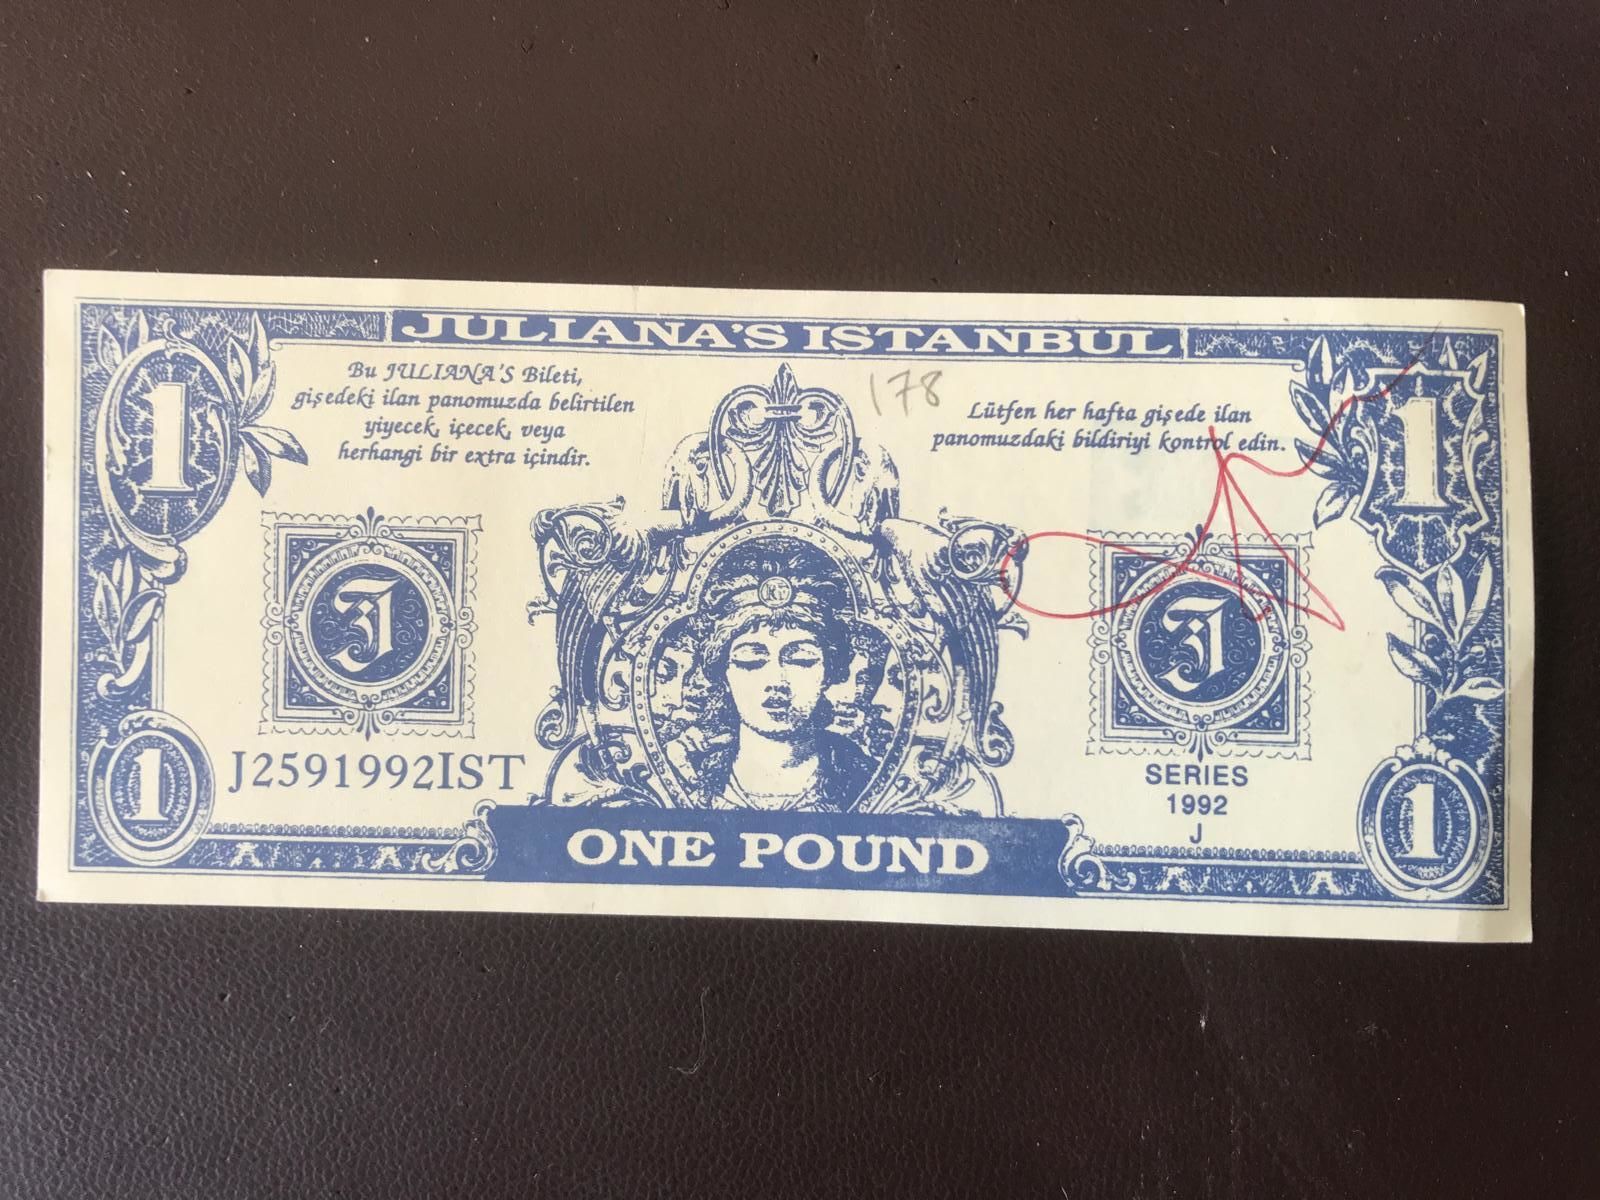 JULIANA'S ISTANBUL
1
1
Bu JULIANA'S Bileti,
gişedeki ilan panomuzda belirtilen
yiyecek, içecek, veya
herhangi bir extra içindir.
178
Lütfen her hafta gişede ilan
panomuzdaki bildiriyi kontrol edin.
J
J
J2591992IST
SERIES
1992
J
1
1
ONE POUND